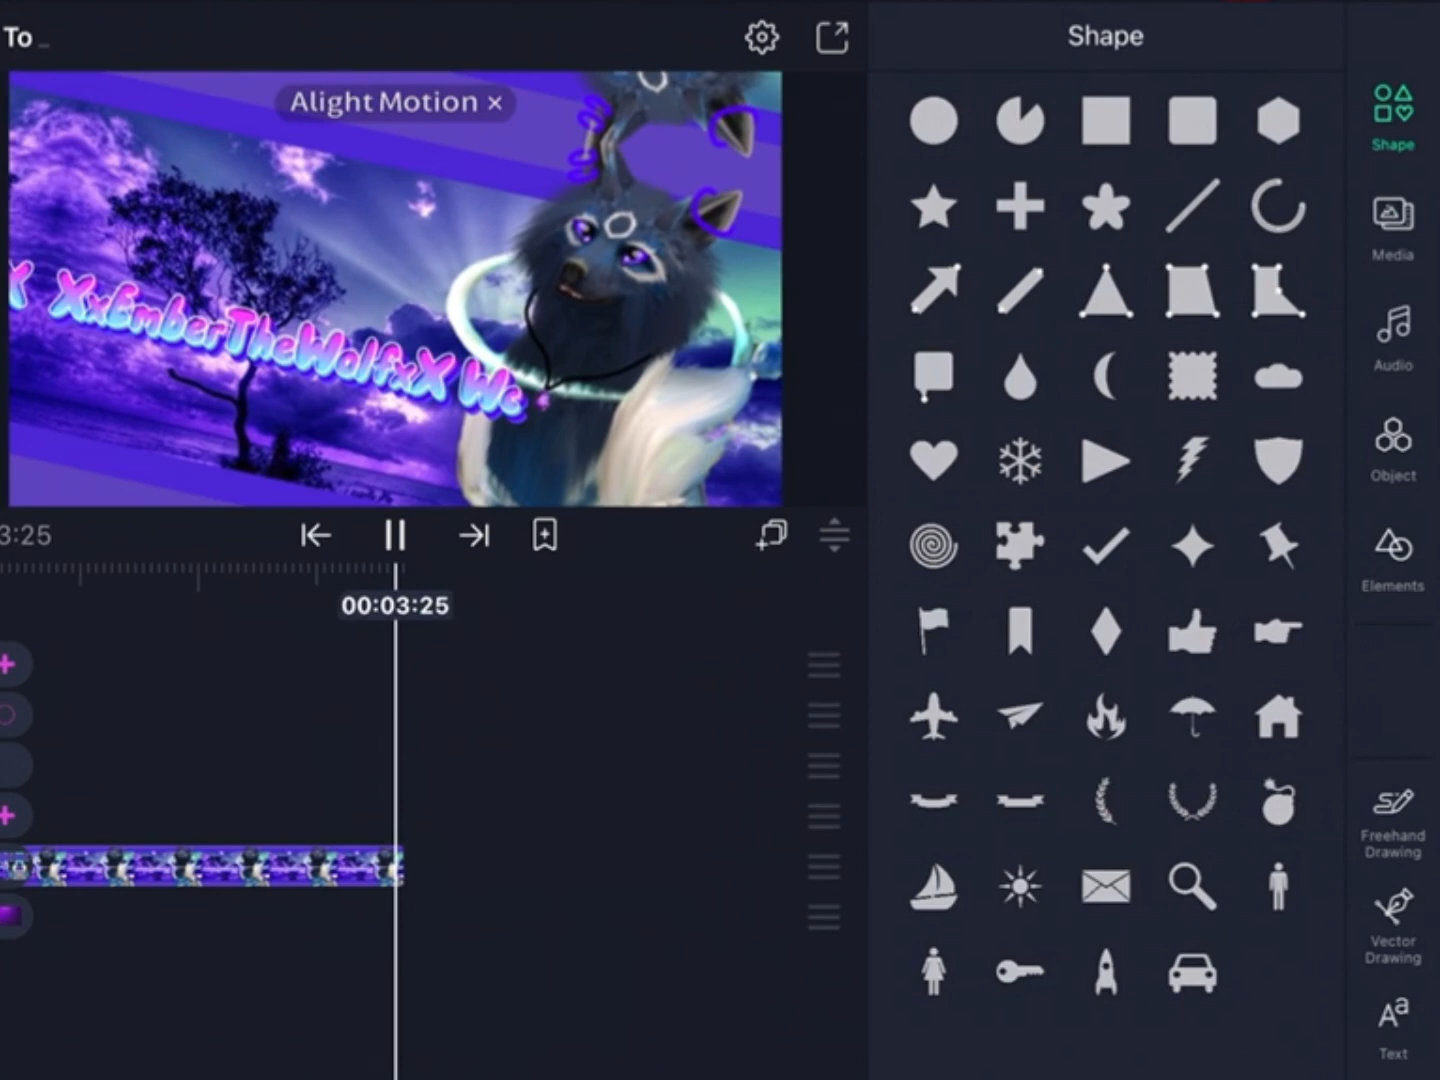 To
Shape
Alight Motion ×
X XxEmberTheWolfxX We
Shape
Media
Audio
Object
Elements
3:25
00:03:25
Freehand
Drawing
Vector
Drawing
Aa
Text